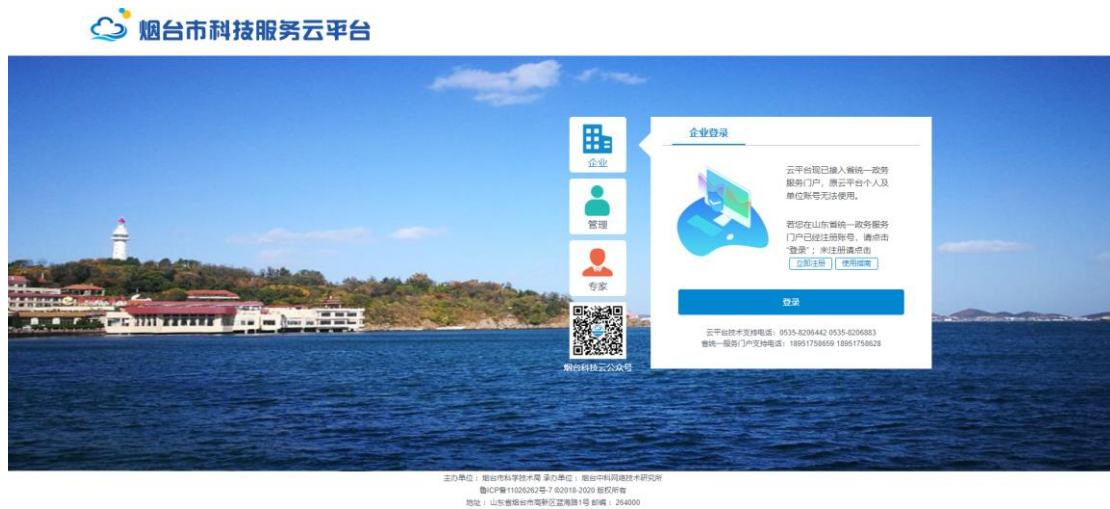 烟台市科技服务云平台
企业登录
企业
云平台现已接入省统一政务
服务门户，原云平台个人及
单位账号无法使用。
管理
若您在山东省统一政务服务
门户已经注册账号，请点击
“登录”；未注册请点击
立即注册 使用指南
专家
登录
云平台技术支持电话：0535-8206442 0535-8206883
省统一服务门户支持电话：18951758659 18951758628
烟台科技云公众号
主办单位：烟台市科学技术局 承办单位：烟台中科网络技术研究所
鲁ICP备11026262号-7 ©2018-2020 版权所有
地址：山东省烟台市高新区蓝海路1号 邮编：264000